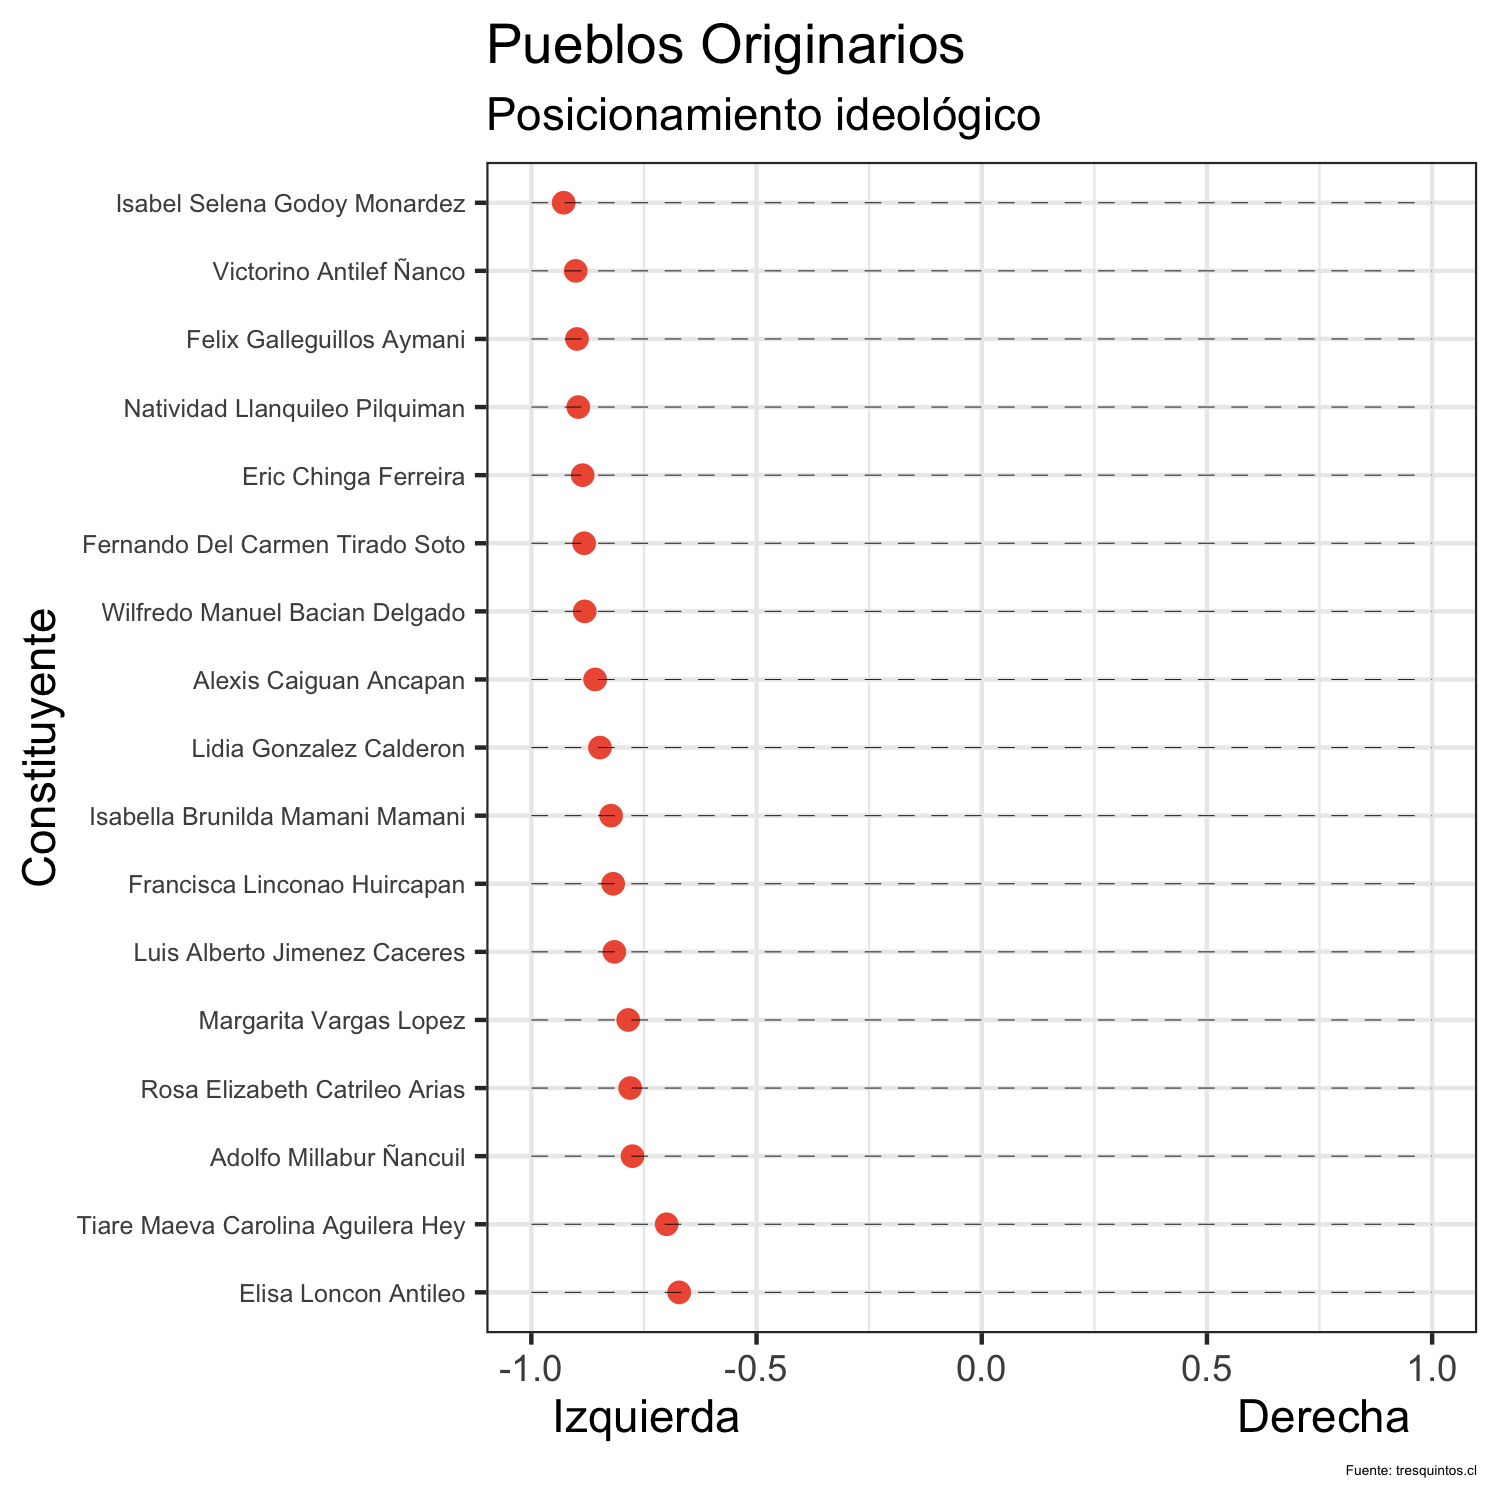 Pueblos Originarios
Posicionamiento ideológico
Constituyente
Isabel Selena Godoy Monardez
Victorino Antilef Ñanco
Felix Galleguillos Aymani
Natividad Llanquileo Pilquiman
Eric Chinga Ferreira
Fernando Del Carmen Tirado Soto
Wilfredo Manuel Bacian Delgado
Alexis Caiguan Ancapan
Lidia Gonzalez Calderon
Isabella Brunilda Mamani Mamani
Francisca Linconao Huircapan
Luis Alberto Jimenez Caceres
Margarita Vargas Lopez
Rosa Elizabeth Catrileo Arias
Adolfo Millabur Ñancuil
Tiare Maeva Carolina Aguilera Hey
Elisa Loncon Antileo
-1.0 -0.5 0.0 0.5 1.0
Izquierda Derecha
Fuente: tresquintos.cl